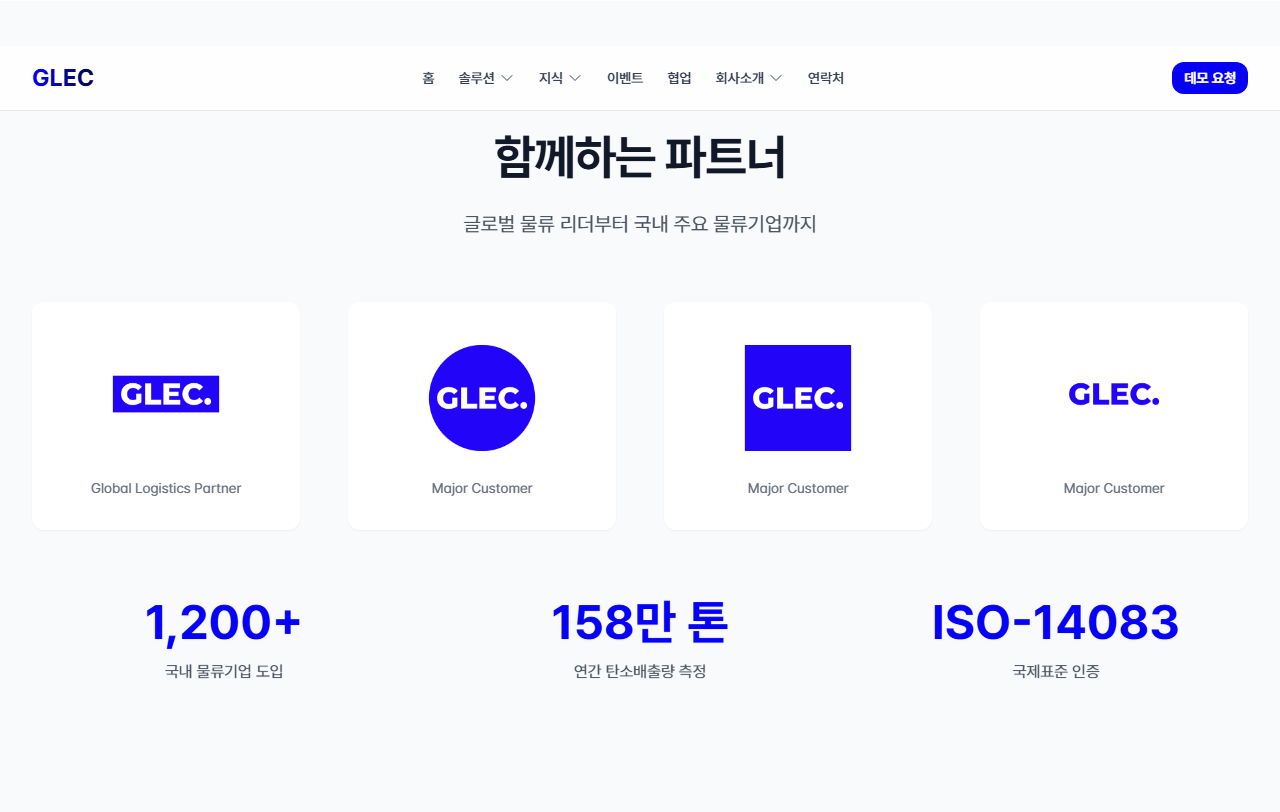 GLEC
홈
솔루션
지식
이벤트
협업
회사소개
연락처
데모 요청
함께하는 파트너
글로벌 물류 리더부터 국내 주요 물류기업까지
GLEC.
Global Logistics Partner
GLEC.
Major Customer
GLEC.
Major Customer
GLEC.
Major Customer
1,200+
국내 물류기업 도입
158만 톤
연간 탄소배출량 측정
ISO-14083
국제표준 인증